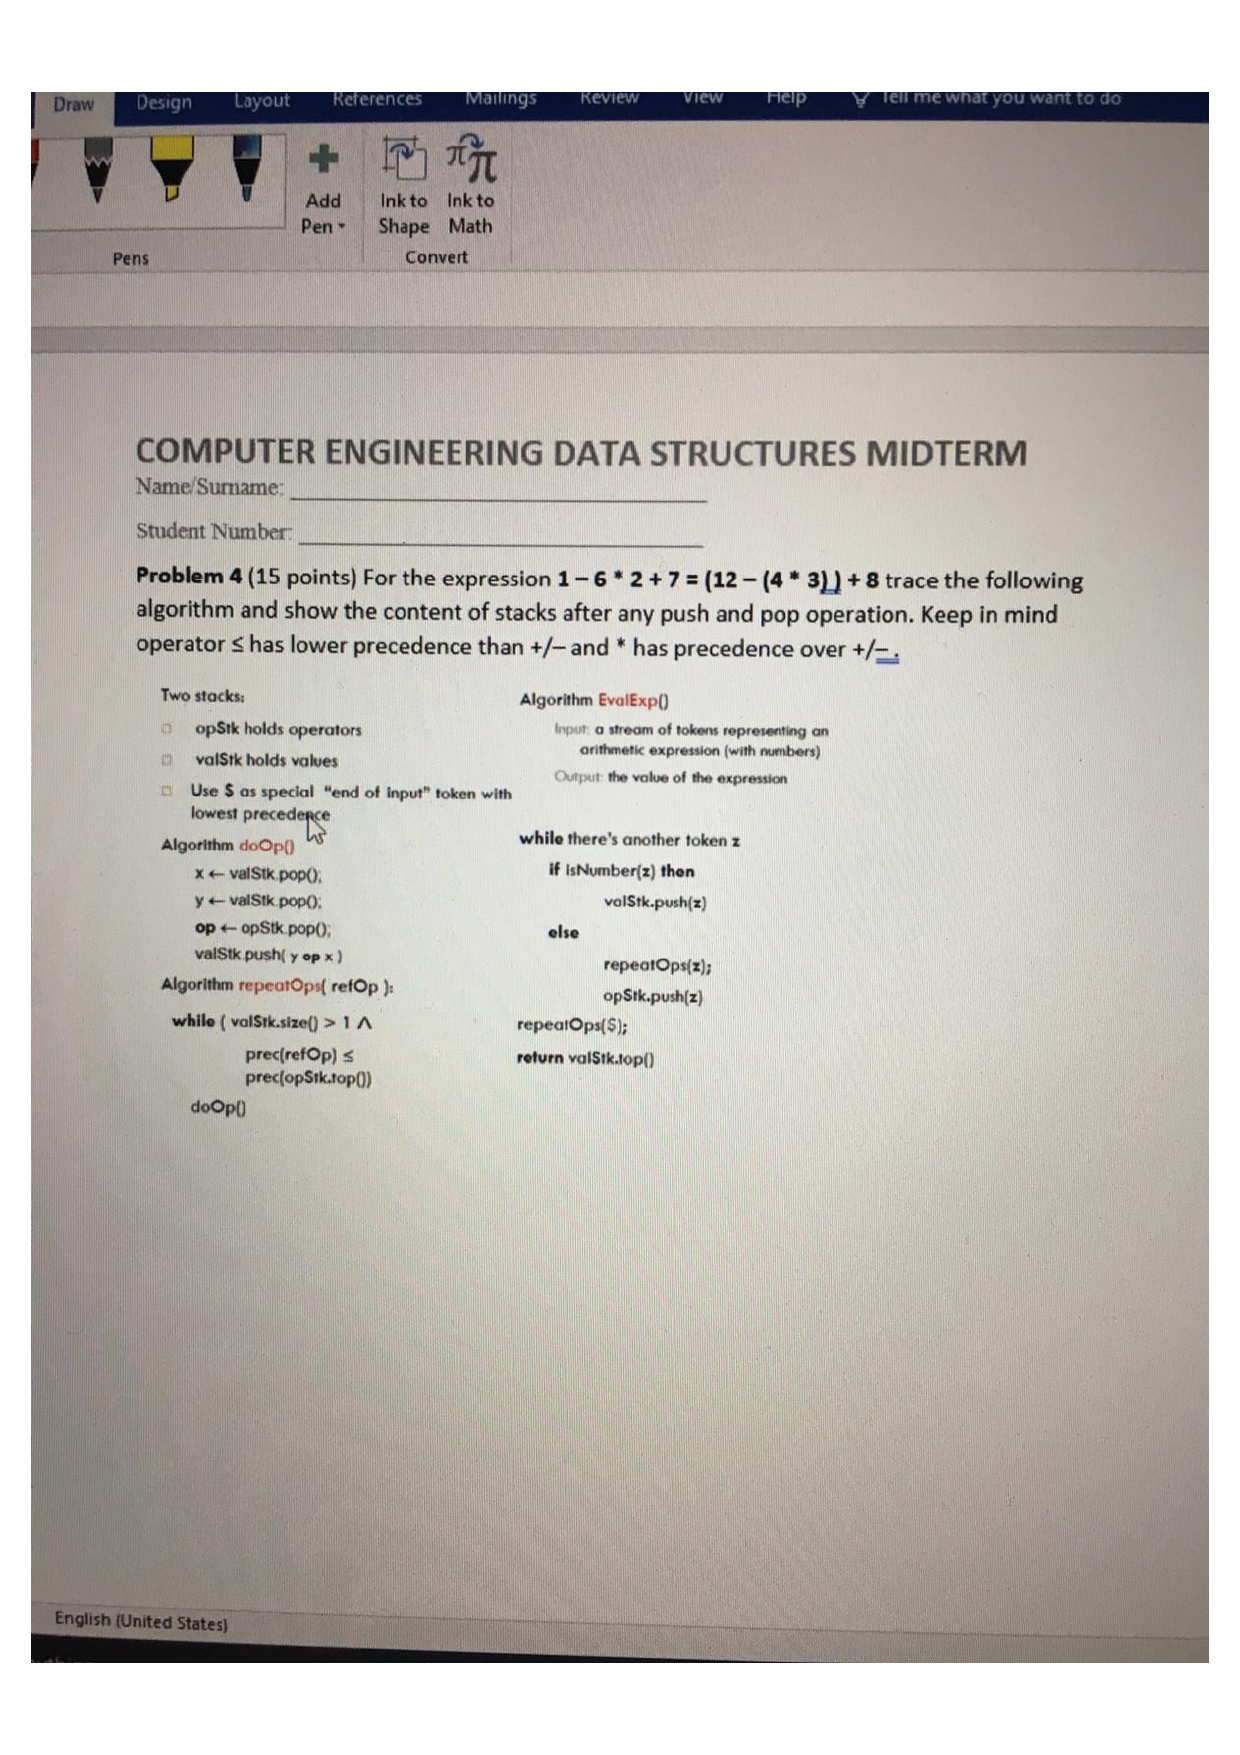 Draw Design Layout References Mailings Review View Help Tell me what you want to do
Add Pen
Ink to Shape
Ink to Math
Pens
Convert
COMPUTER ENGINEERING DATA STRUCTURES MIDTERM
Name/Surname:
Student Number:
Problem 4 (15 points) For the expression 1 – 6 * 2 + 7 = (12 – (4 * 3)) + 8 trace the following
algorithm and show the content of stacks after any push and pop operation. Keep in mind
operator ≤ has lower precedence than +/– and * has precedence over +/– .
Two stacks:
opStk holds operators
valStk holds values
Use $ as special “end of input” token with
lowest precedence
Algorithm doOp()
x ← valStk.pop();
y ← valStk.pop();
op ← opStk.pop();
valStk.push( y op x )
Algorithm repeatOps( refOp ):
while ( valStk.size() > 1 ∧
prec(refOp) ≤
prec(opStk.top())
doOp()
Algorithm EvalExp()
Input: a stream of tokens representing an
arithmetic expression (with numbers)
Output: the value of the expression
while there's another token z
if isNumber(z) then
valStk.push(z)
else
repeatOps(z);
opStk.push(z)
repeatOps($);
return valStk.top()
English (United States)